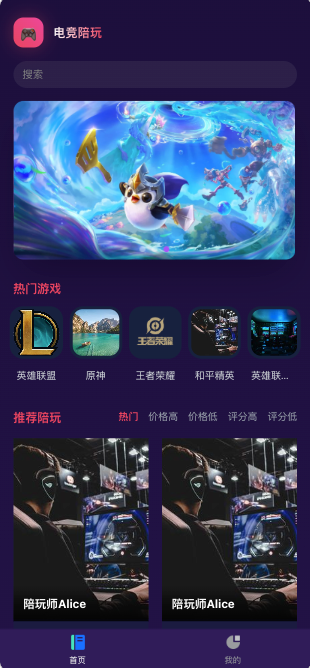 电竞陪玩
搜索
热门游戏
王者荣耀
英雄联盟 原神 王者荣耀 和平精英 英雄联...
推荐陪玩 热门 价格高 价格低 评分高 评分低
陪玩师Alice 陪玩师Alice
首页 我的